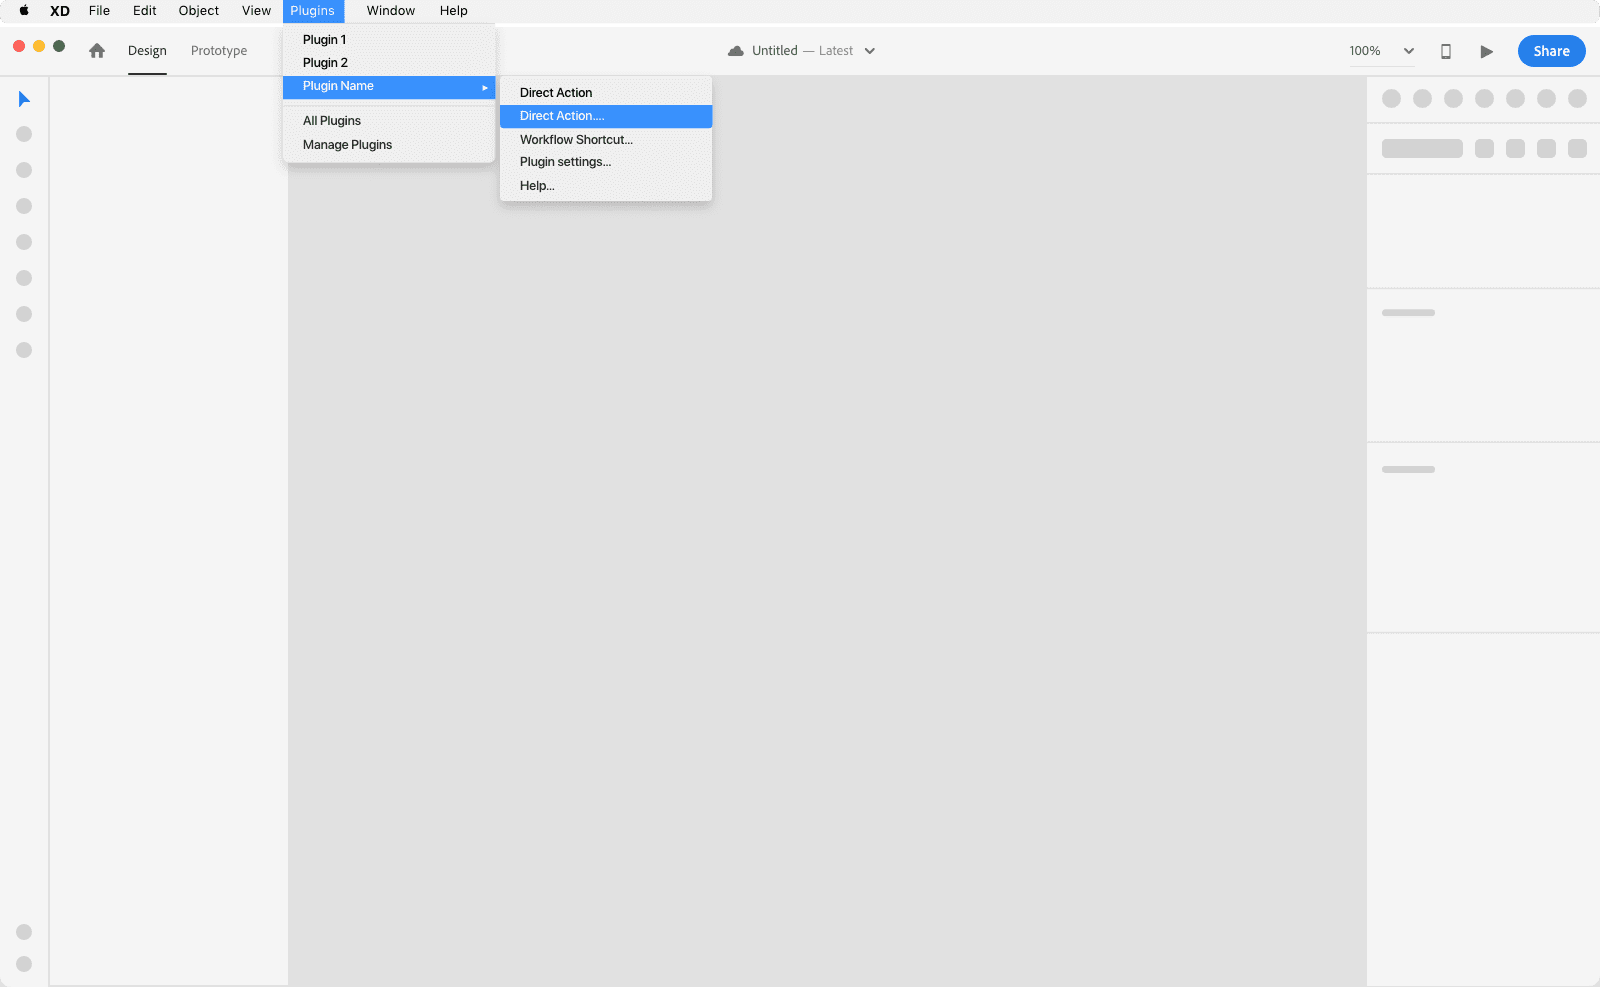 XD File Edit Object View Plugins Window Help
Design Prototype
Untitled — Latest
100%
Share
Plugin 1
Plugin 2
Plugin Name
All Plugins
Manage Plugins
Direct Action
Direct Action....
Workflow Shortcut...
Plugin settings...
Help...